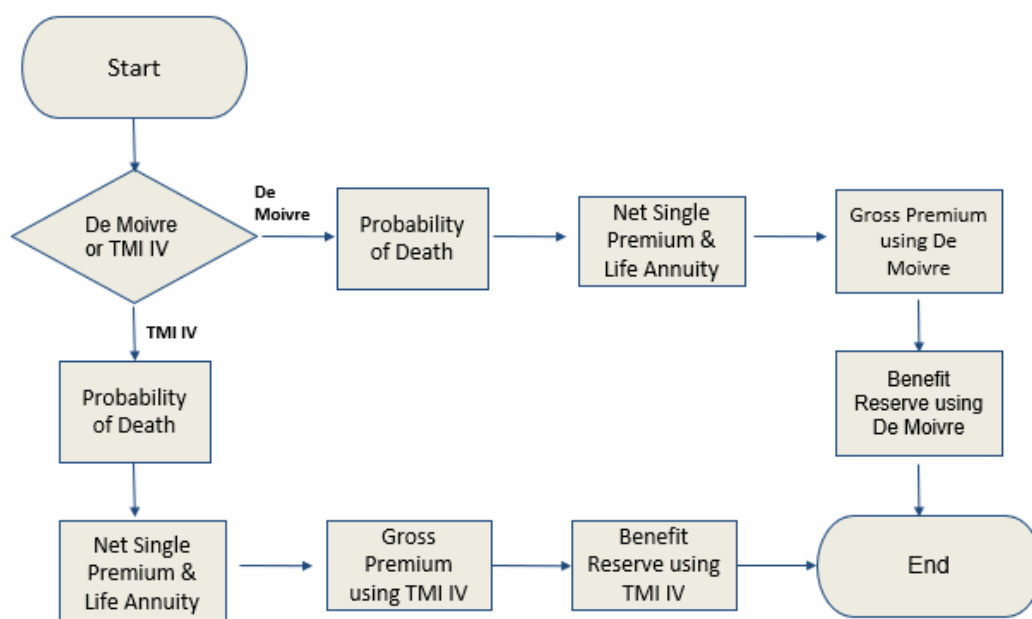 Start
De Moivre
or TMI IV
De
Moivre
Probability
of Death
Net Single
Premium &
Life Annuity
Gross Premium
using De
Moivre
TMI IV
Probability
of Death
Benefit
Reserve using
De Moivre
Net Single
Premium &
Life Annuity
Gross
Premium
using TMI IV
Benefit
Reserve using
TMI IV
End